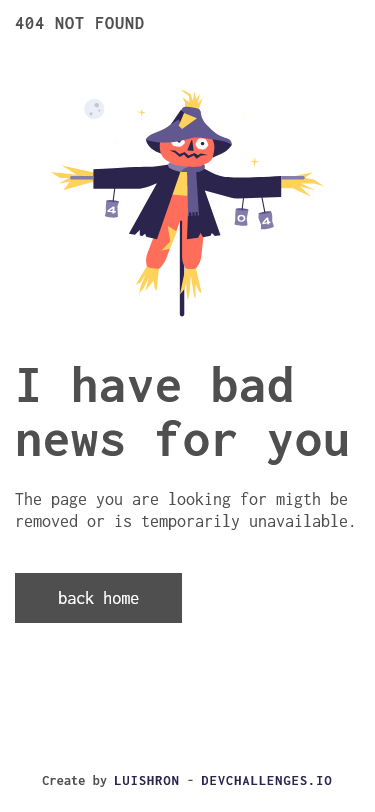 404 NOT FOUND
4
0
4
I have bad
news for you
The page you are looking for migth be
removed or is temporarily unavailable.
back home
Create by LUISHRON - DEVCHALLENGES.IO